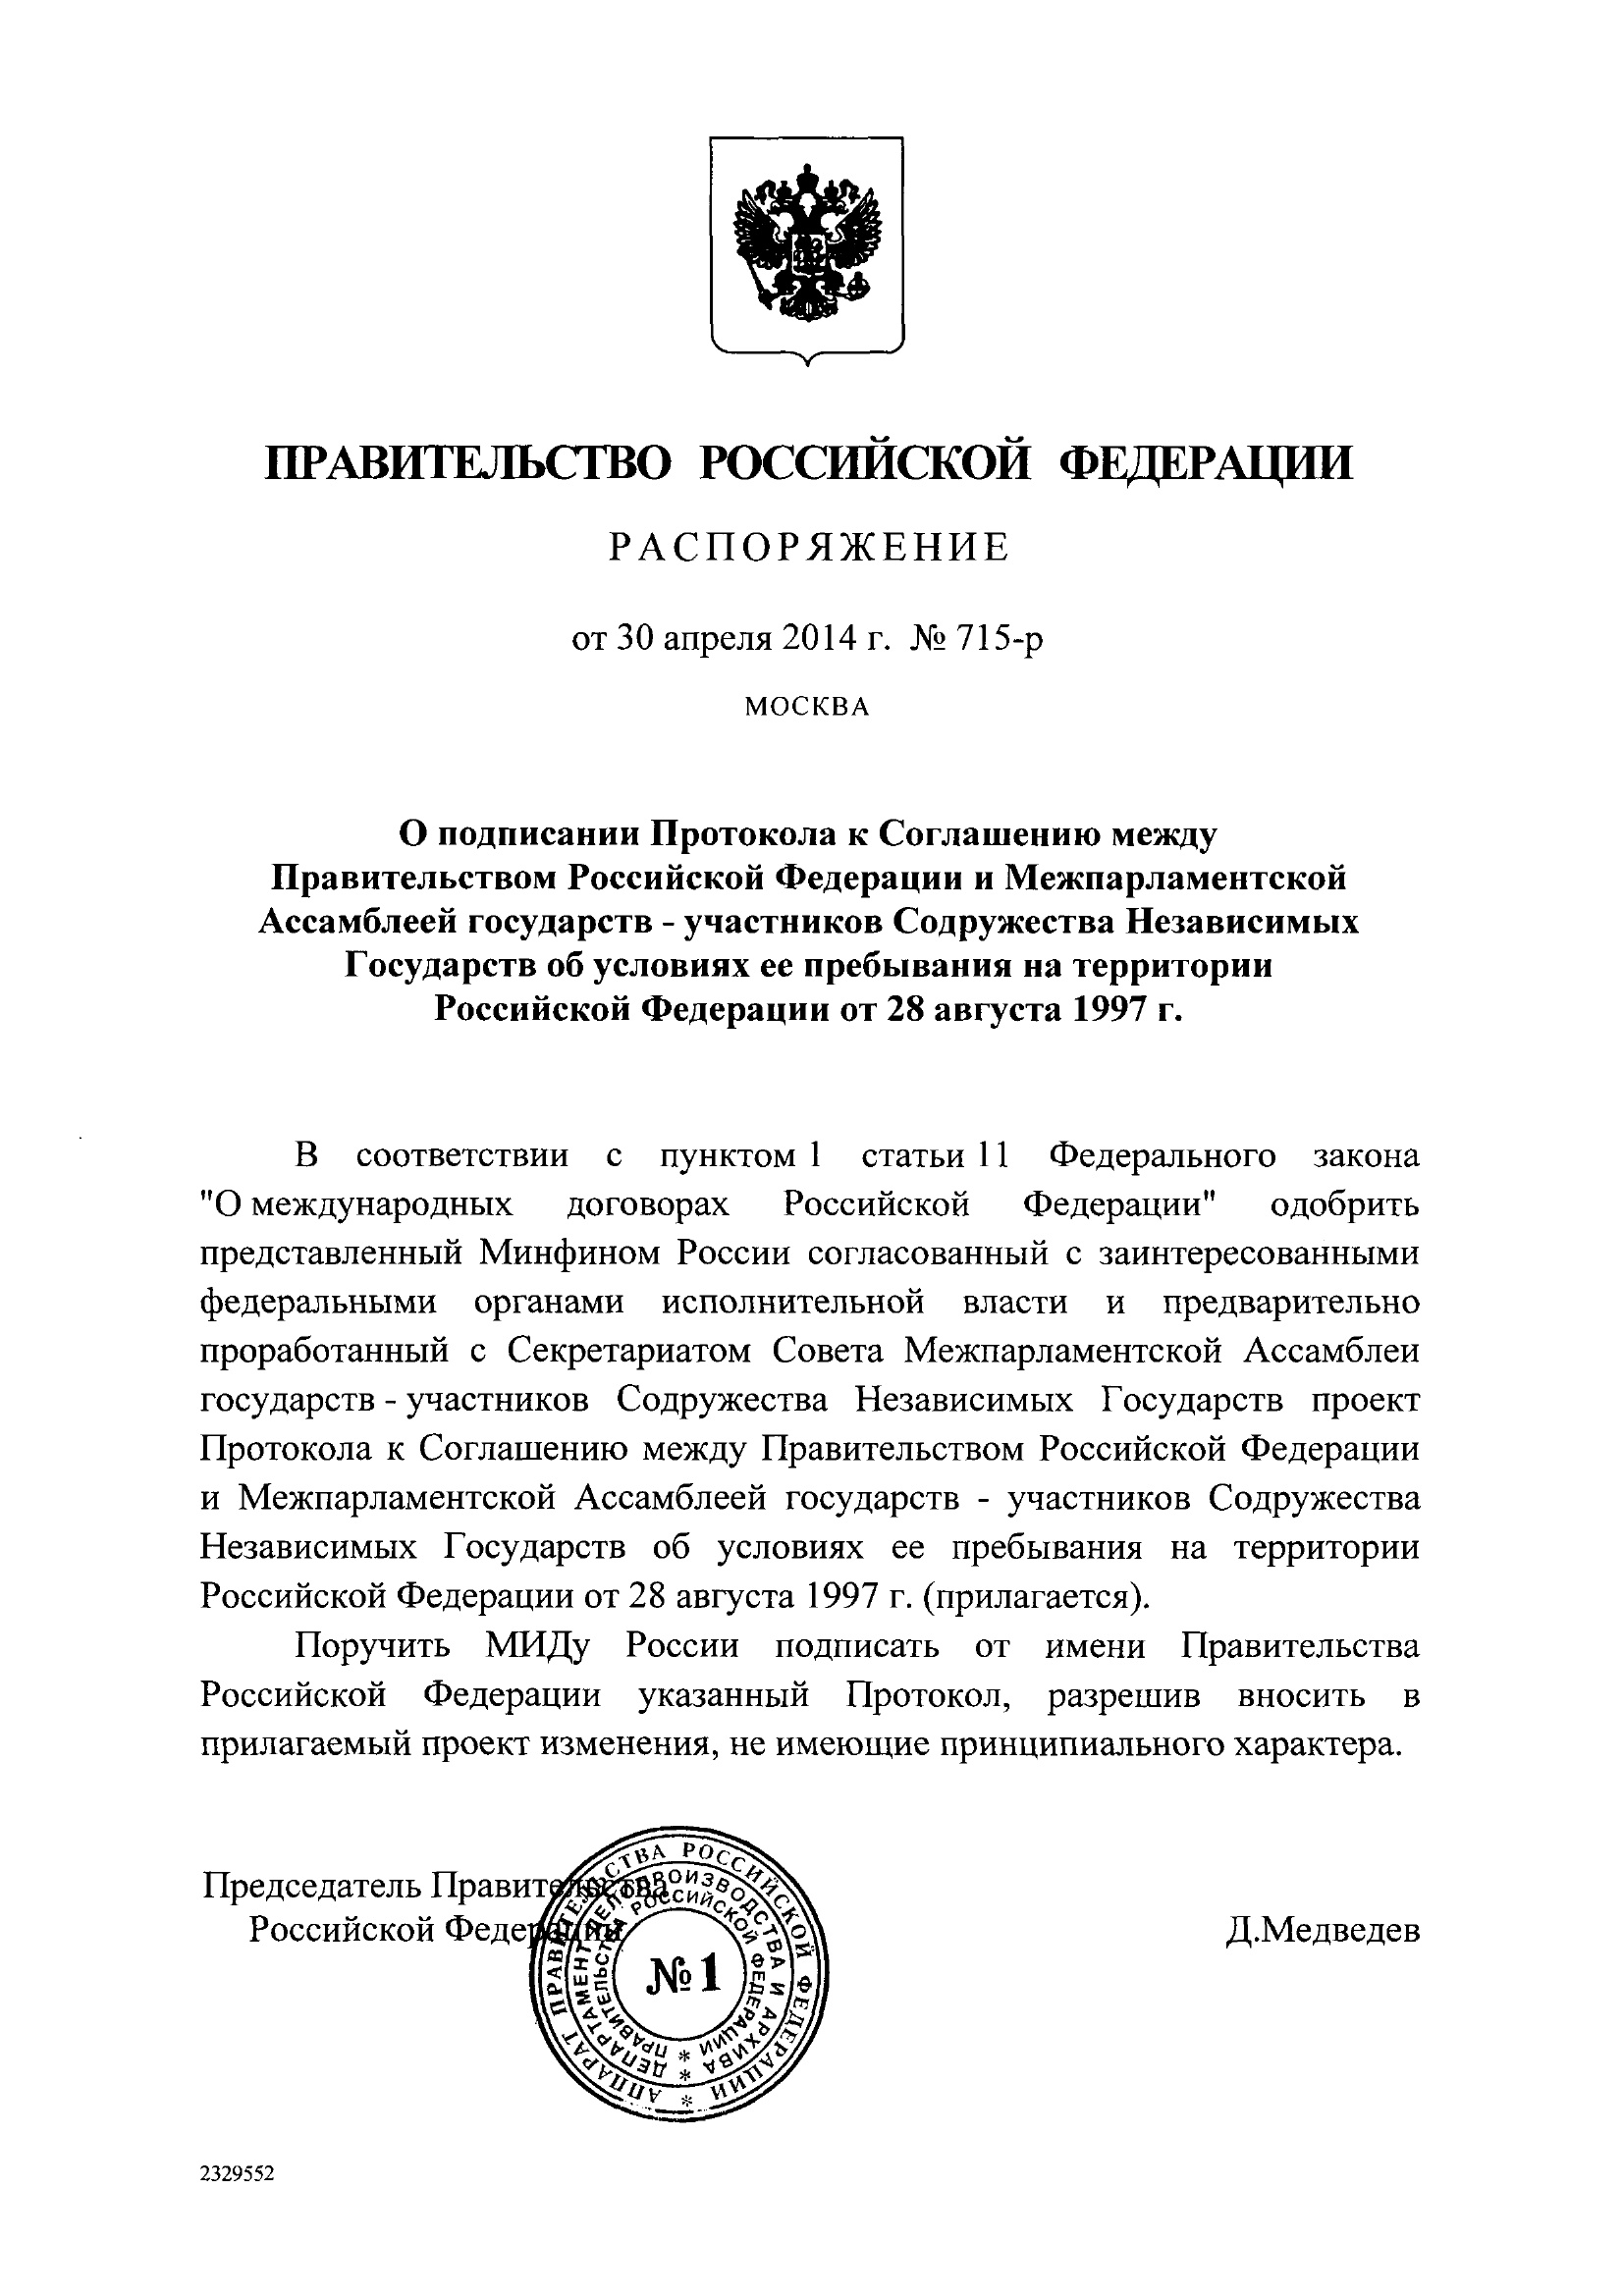 ПРАВИТЕЛЬСТВО РОССИЙСКОЙ ФЕДЕРАЦИИ
РАСПОРЯЖЕНИЕ
от 30 апреля 2014 г. № 715-р
МОСКВА
О подписании Протокола к Соглашению между
Правительством Российской Федерации и Межпарламентской
Ассамблеей государств - участников Содружества Независимых
Государств об условиях ее пребывания на территории
Российской Федерации от 28 августа 1997 г.
В соответствии с пунктом 1 статьи 11 Федерального закона
"О международных договорах Российской Федерации" одобрить
представленный Минфином России согласованный с заинтересованными
федеральными органами исполнительной власти и предварительно
проработанный с Секретариатом Совета Межпарламентской Ассамблеи
государств - участников Содружества Независимых Государств проект
Протокола к Соглашению между Правительством Российской Федерации
и Межпарламентской Ассамблеей государств - участников Содружества
Независимых Государств об условиях ее пребывания на территории
Российской Федерации от 28 августа 1997 г. (прилагается).
Поручить МИДу России подписать от имени Правительства
Российской Федерации указанный Протокол, разрешив вносить в
прилагаемый проект изменения, не имеющие принципиального характера.
Председатель Правительства
Российской Федерации
Д.Медведев
АППАРАТ ПРАВИТЕЛЬСТВА РОССИЙСКОЙ ФЕДЕРАЦИИ *
ДЕПАРТАМЕНТ ДЕЛОПРОИЗВОДСТВА И АРХИВА *
ПРАВИТЕЛЬСТВА РОССИЙСКОЙ ФЕДЕРАЦИИ *
№1
2329552